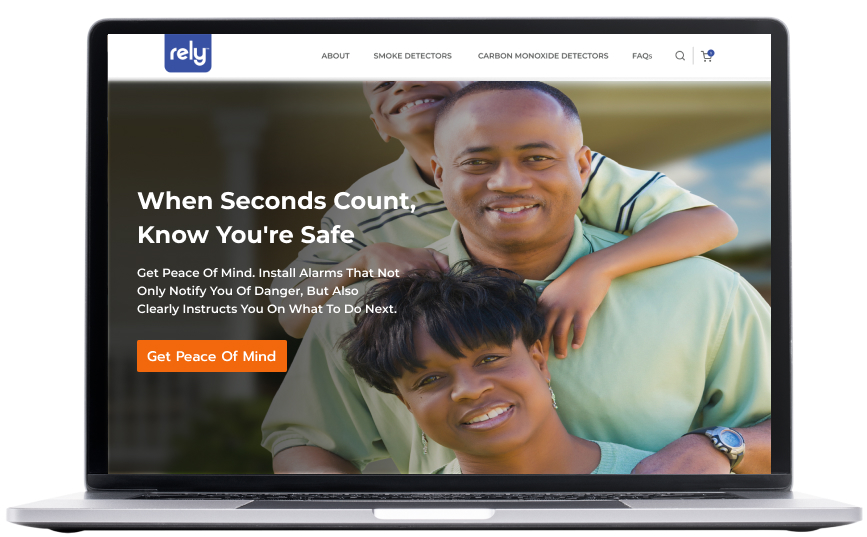 rely
ABOUT SMOKE DETECTORS CARBON MONOXIDE DETECTORS FAQs
When Seconds Count,
Know You're Safe
Get Peace Of Mind. Install Alarms That Not
Only Notify You Of Danger, But Also
Clearly Instructs You On What To Do Next.
Get Peace Of Mind